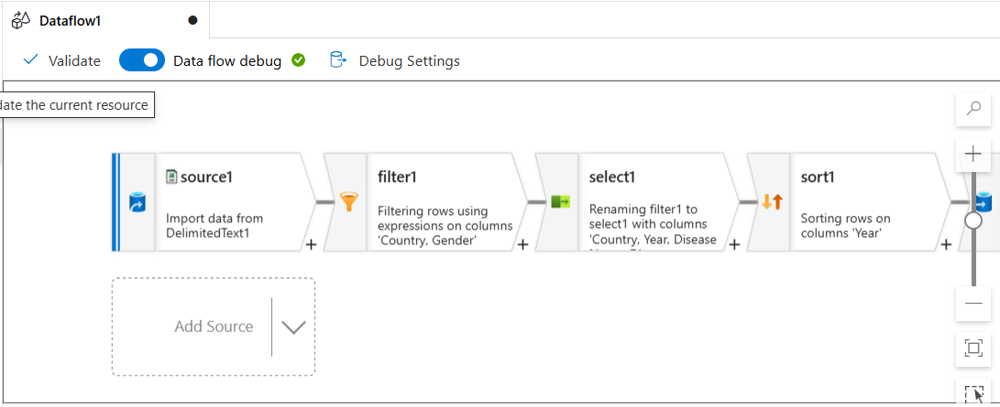 Dataflow1
Validate
Data flow debug
Debug Settings
date the current resource
source1
Import data from
DelimitedText1
+
filter1
Filtering rows using
expressions on columns
'Country, Gender'
+
select1
Renaming filter1 to
select1 with columns
'Country, Year, Disease
+
sort1
Sorting rows on
columns 'Year'
+
Add Source